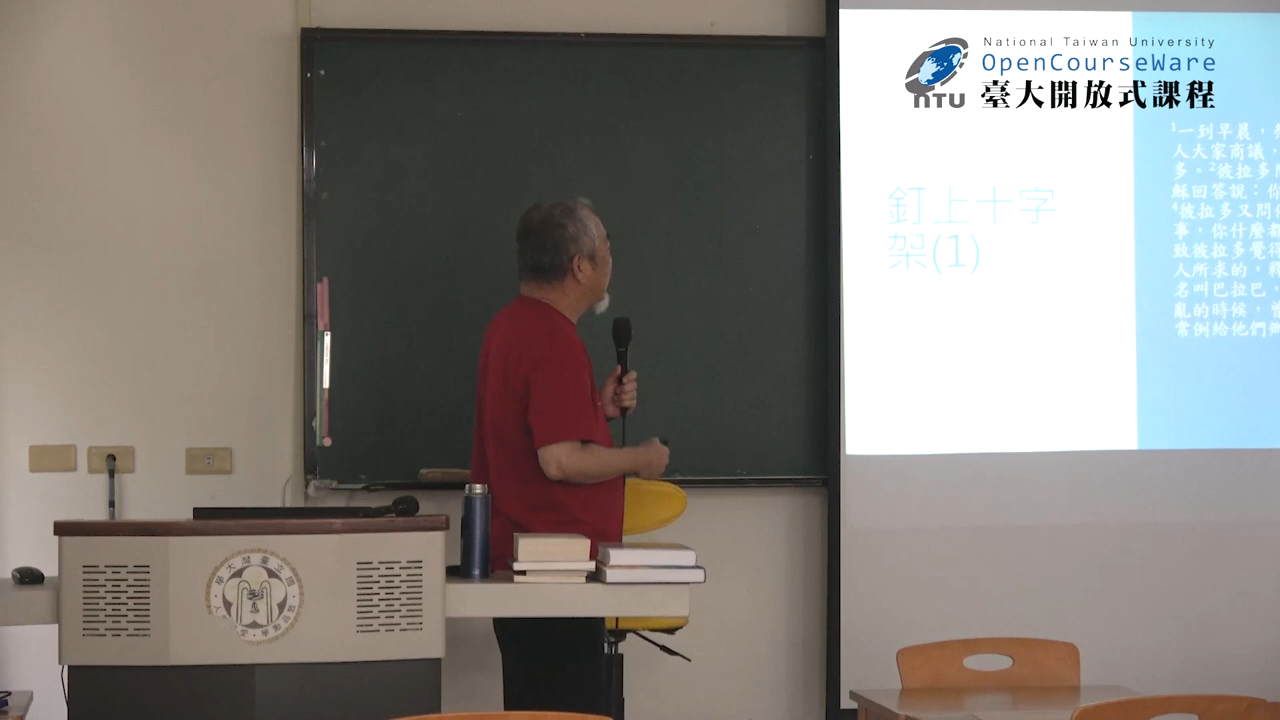 National Taiwan University
OpenCourseWare
NTU 臺大開放式課程
釘上十字
架(1)
1一到早晨，
人大家商議，
多。2彼拉多
穌回答說：你
4彼拉多又問
事，你什麼都
致彼拉多覺得
人所求的，
名叫巴拉巴，
亂的時候，曾
常例給他們